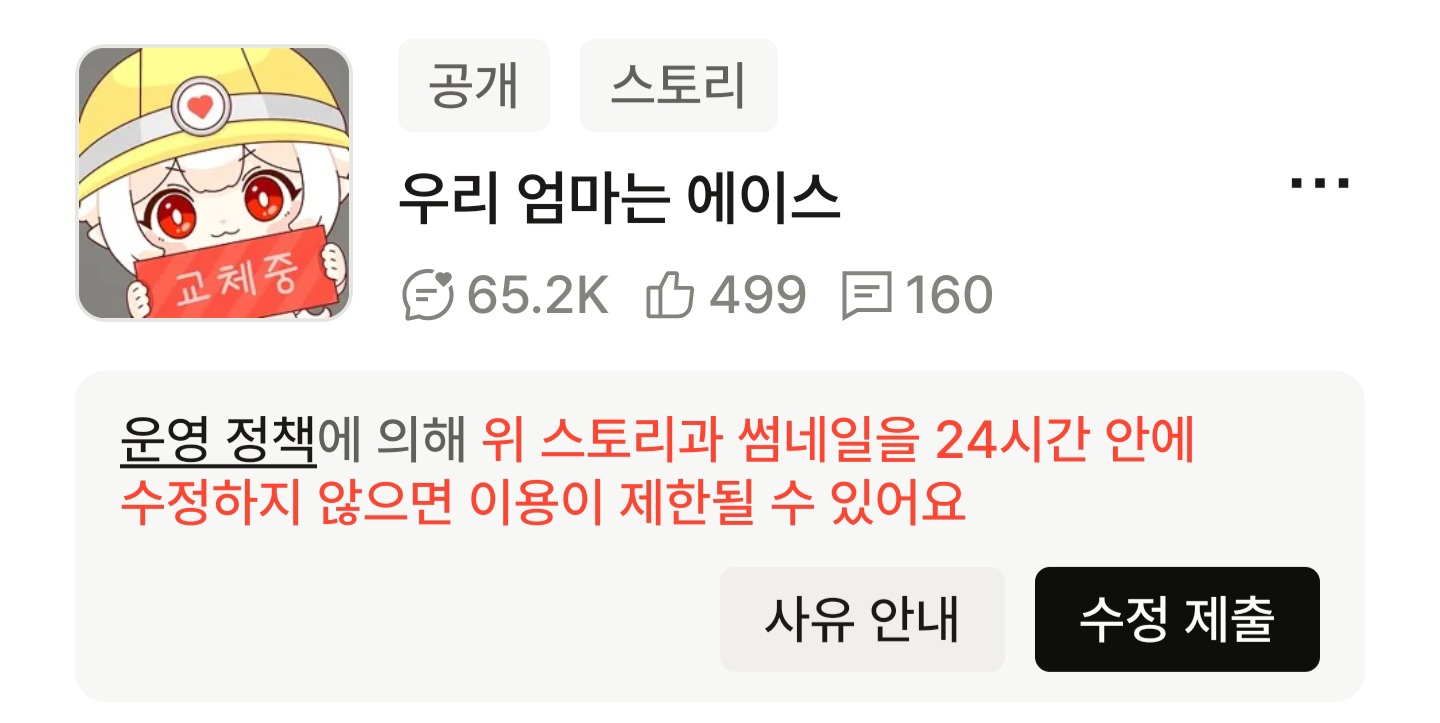 공개 스토리
우리 엄마는 에이스
...
65.2K 499 160
교체중
운영 정책에 의해 위 스토리과 썸네일을 24시간 안에
수정하지 않으면 이용이 제한될 수 있어요
사유 안내 수정 제출